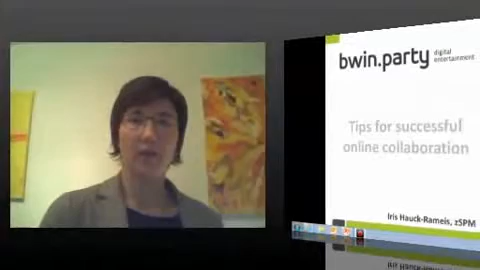 bwin.party digital
entertainment
Tips for successful
online collaboration
Iris Hauck-Rameis, zSPM